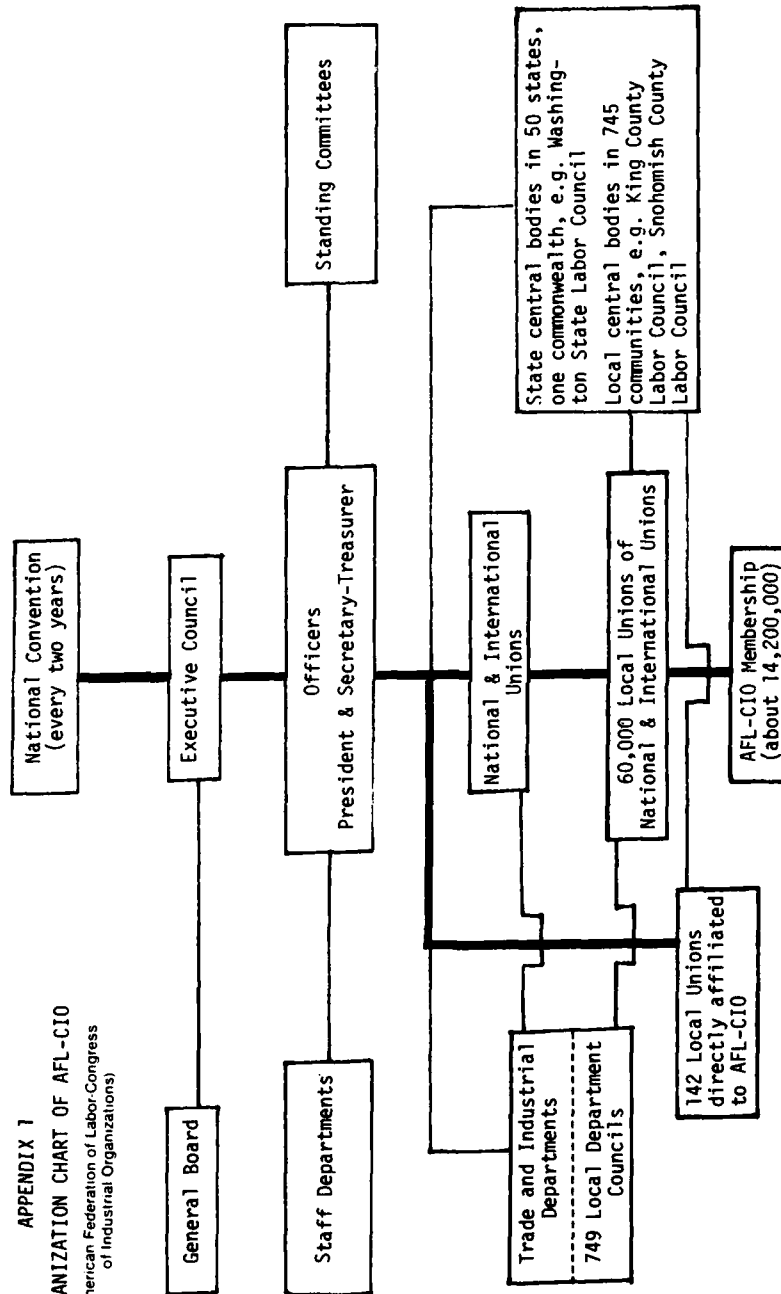 APPENDIX 1
ANIZATION CHART OF AFL-CIO
nerican Federation of Labor-Congress
of Industrial Organizations)
National Convention
(every two years)
General Board
Executive Council
Staff Departments
Officers
President & Secretary-Treasurer
Standing Committees
Trade and Industrial
Departments
749 Local Department
Councils
National & International
Unions
State central bodies in 50 states,
one commonwealth, e.g. Washing-
ton State Labor Council
Local central bodies in 745
communities, e.g. King County
Labor Council, Snohomish County
Labor Council
60,000 Local Unions of
National & International Unions
142 Local Unions
directly affiliated
to AFL-CIO
AFL-CIO Membership
(about 14,200,000)